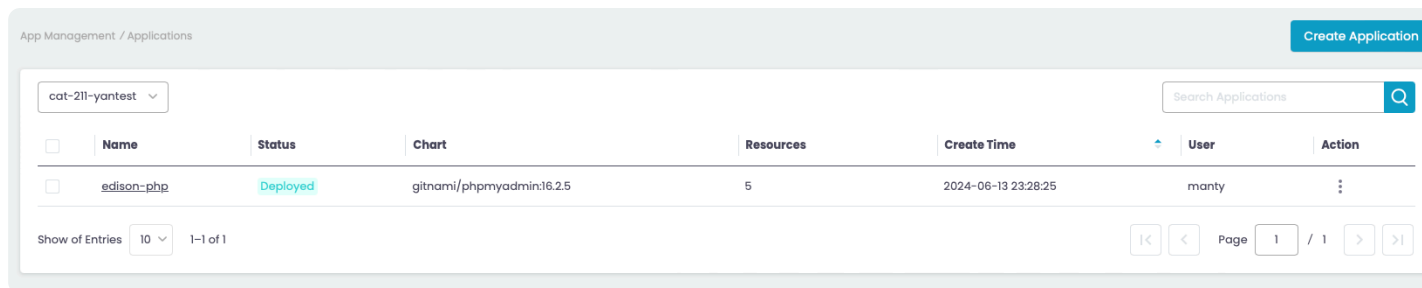 App Management / Applications
Create Application
cat-211-yantest
Search Applications
Name Status Chart Resources Create Time User Action
edison-php Deployed gitnami/phpmyadmin:16.2.5 5 2024-06-13 23:28:25 manty
Show of Entries 10 1-1 of 1 Page 1 / 1